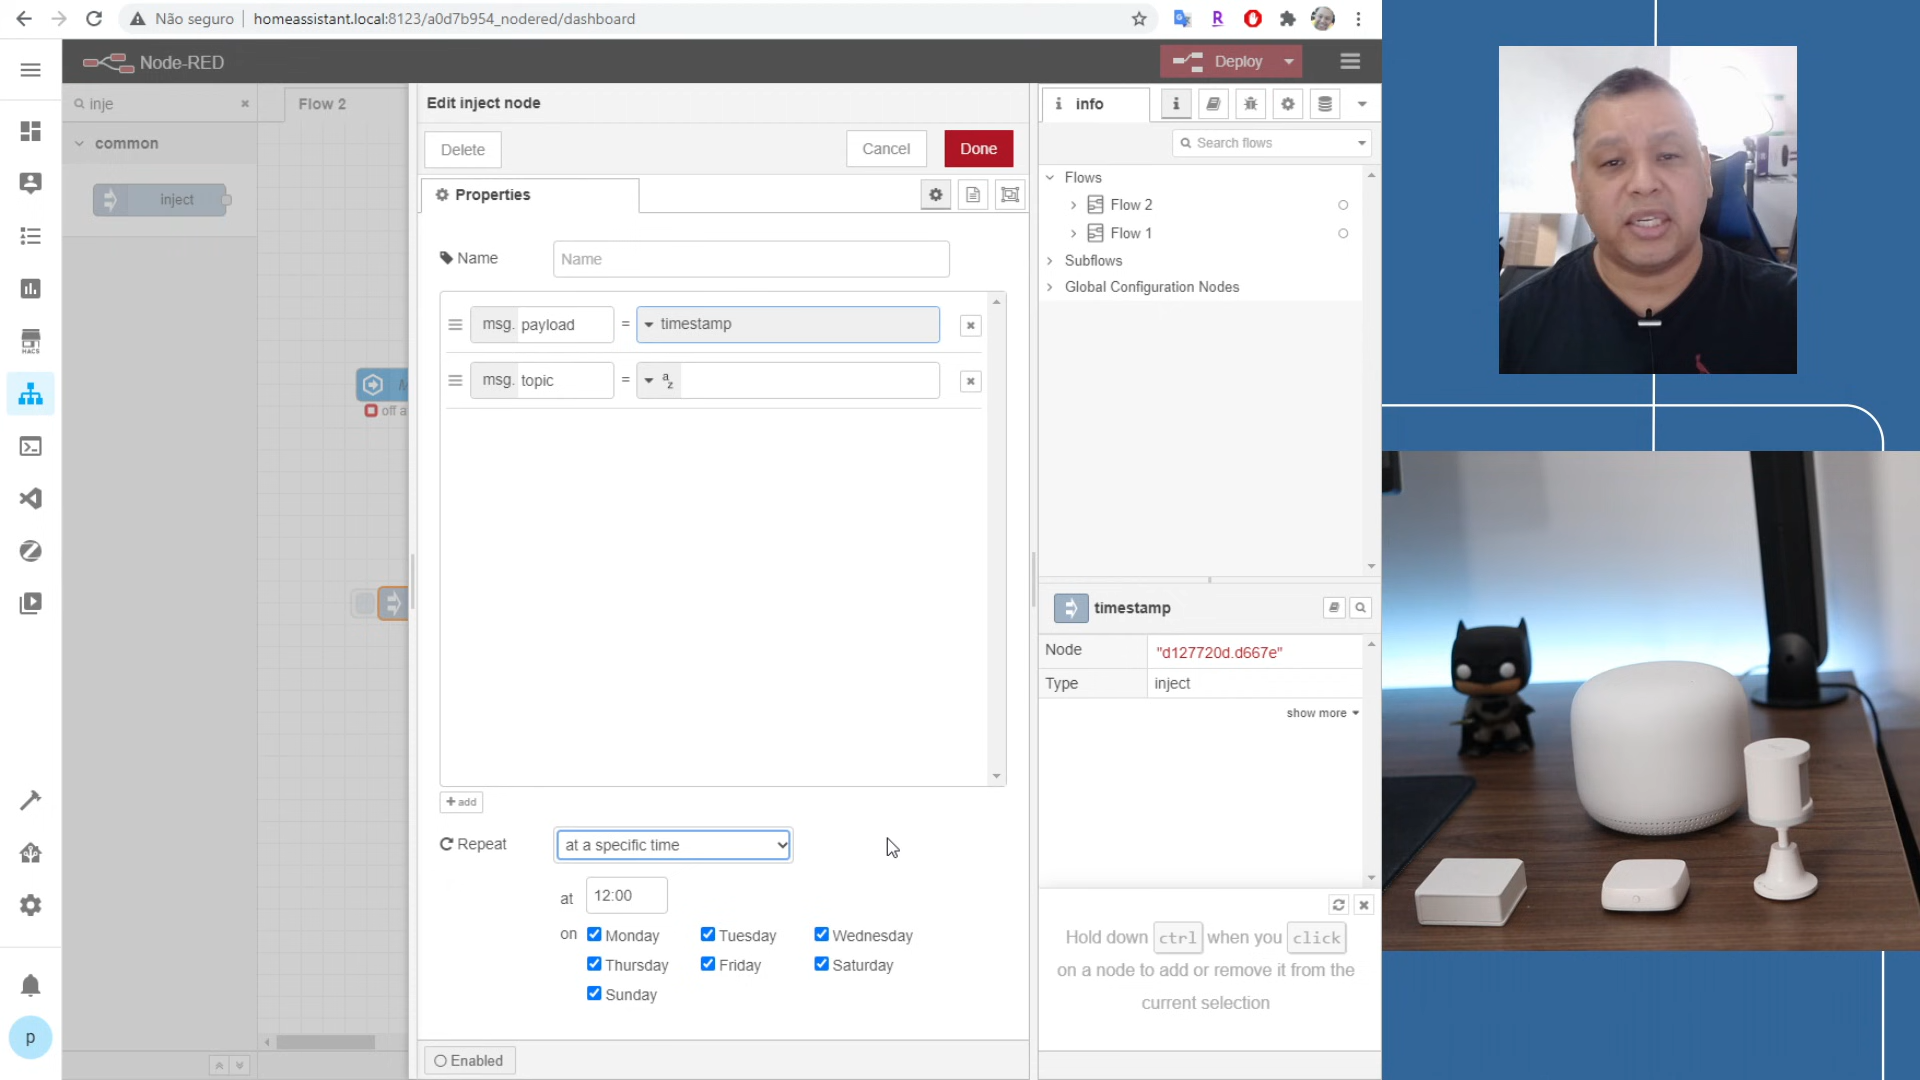 Não seguro
homeassistant.local:8123/a0d7b954_nodered/dashboard
Node-RED
Deploy
inje
Flow 2
common
inject
off a
Edit inject node
Delete
Cancel
Done
Properties
Name
Name
msg. payload = timestamp
msg. topic = az
add
Repeat
at a specific time
at 12:00
on Monday Tuesday Wednesday
Thursday Friday Saturday
Sunday
Enabled
info
Search flows
Flows
Flow 2
Flow 1
Subflows
Global Configuration Nodes
timestamp
Node "d127720d.d667e"
Type inject
show more
Hold down ctrl when you click
on a node to add or remove it from the
current selection
HACS
p